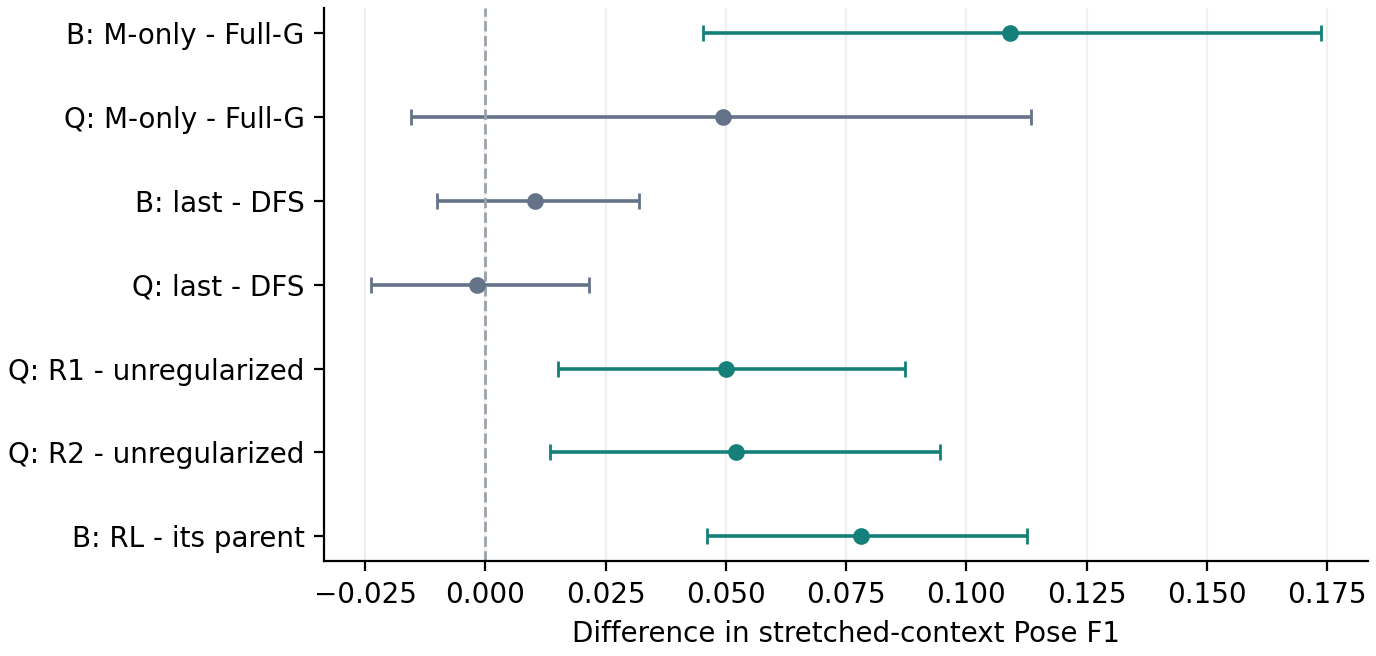 B: M-only - Full-G
Q: M-only - Full-G
B: last - DFS
Q: last - DFS
Q: R1 - unregularized
Q: R2 - unregularized
B: RL - its parent
−0.025 0.000 0.025 0.050 0.075 0.100 0.125 0.150 0.175
Difference in stretched-context Pose F1